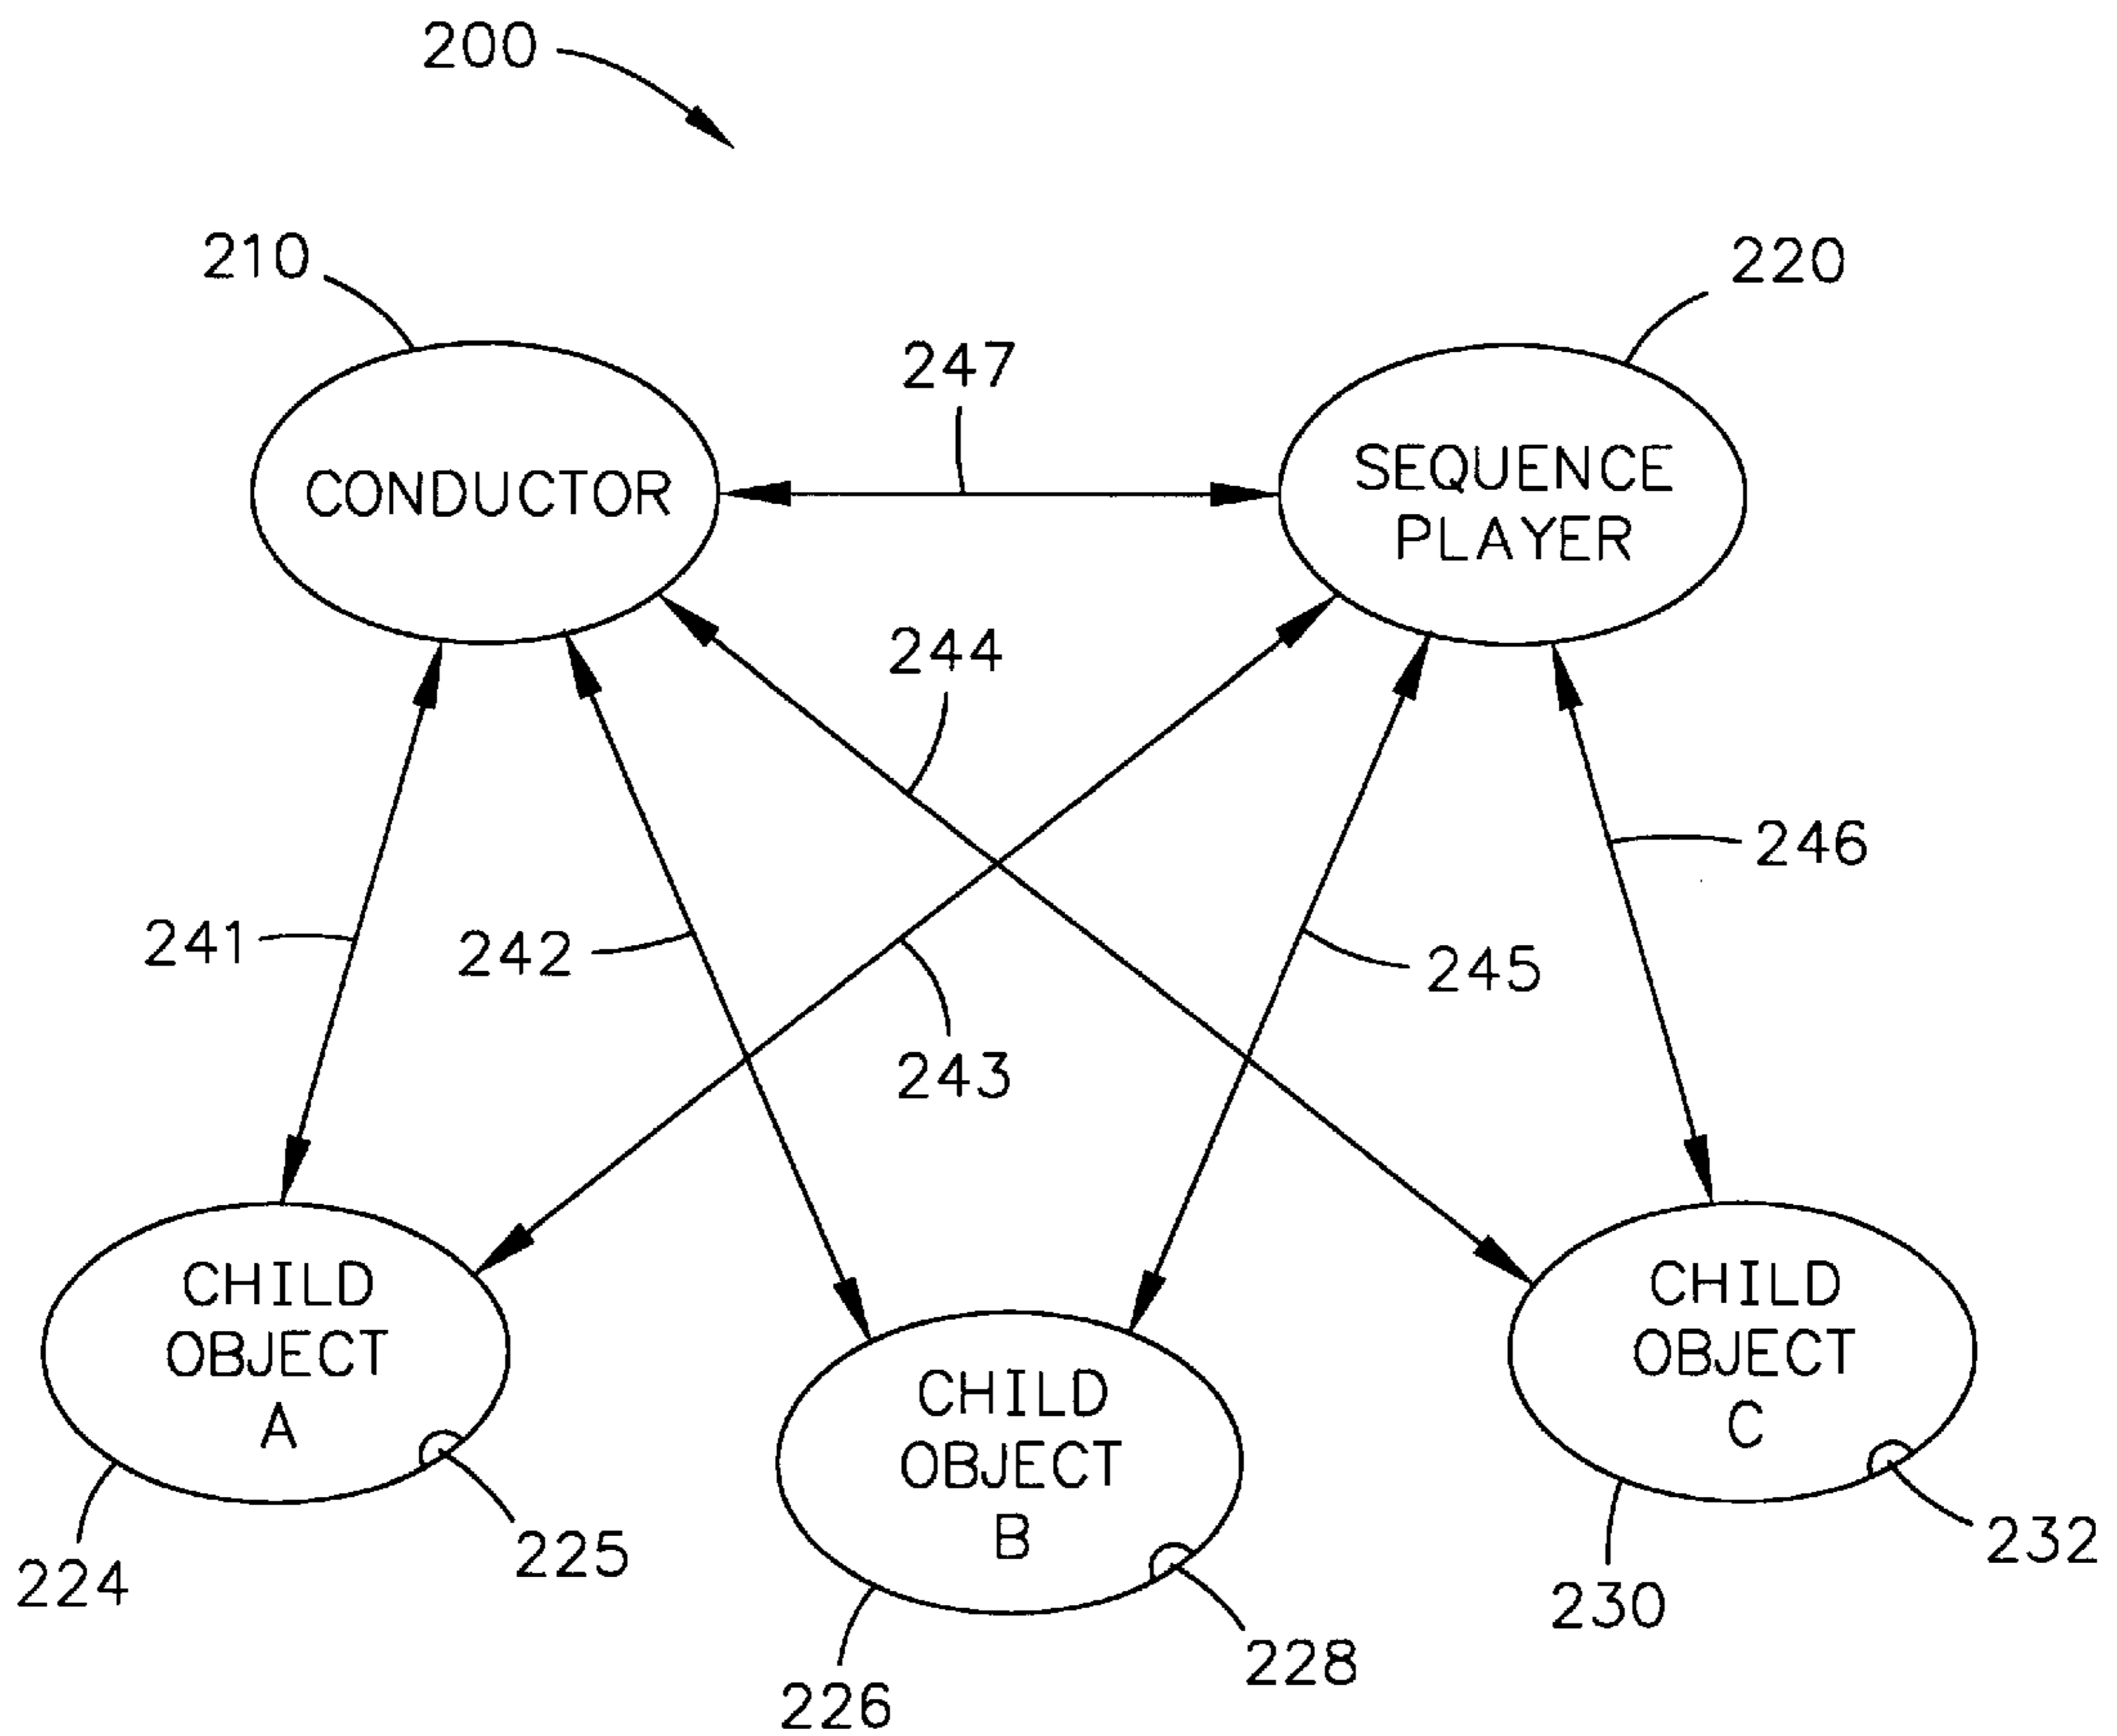 200
210
220
247
CONDUCTOR
SEQUENCE
PLAYER
244
246
241
242
245
243
CHILD
OBJECT
A
CHILD
OBJECT
B
CHILD
OBJECT
C
224
225
226
228
230
232